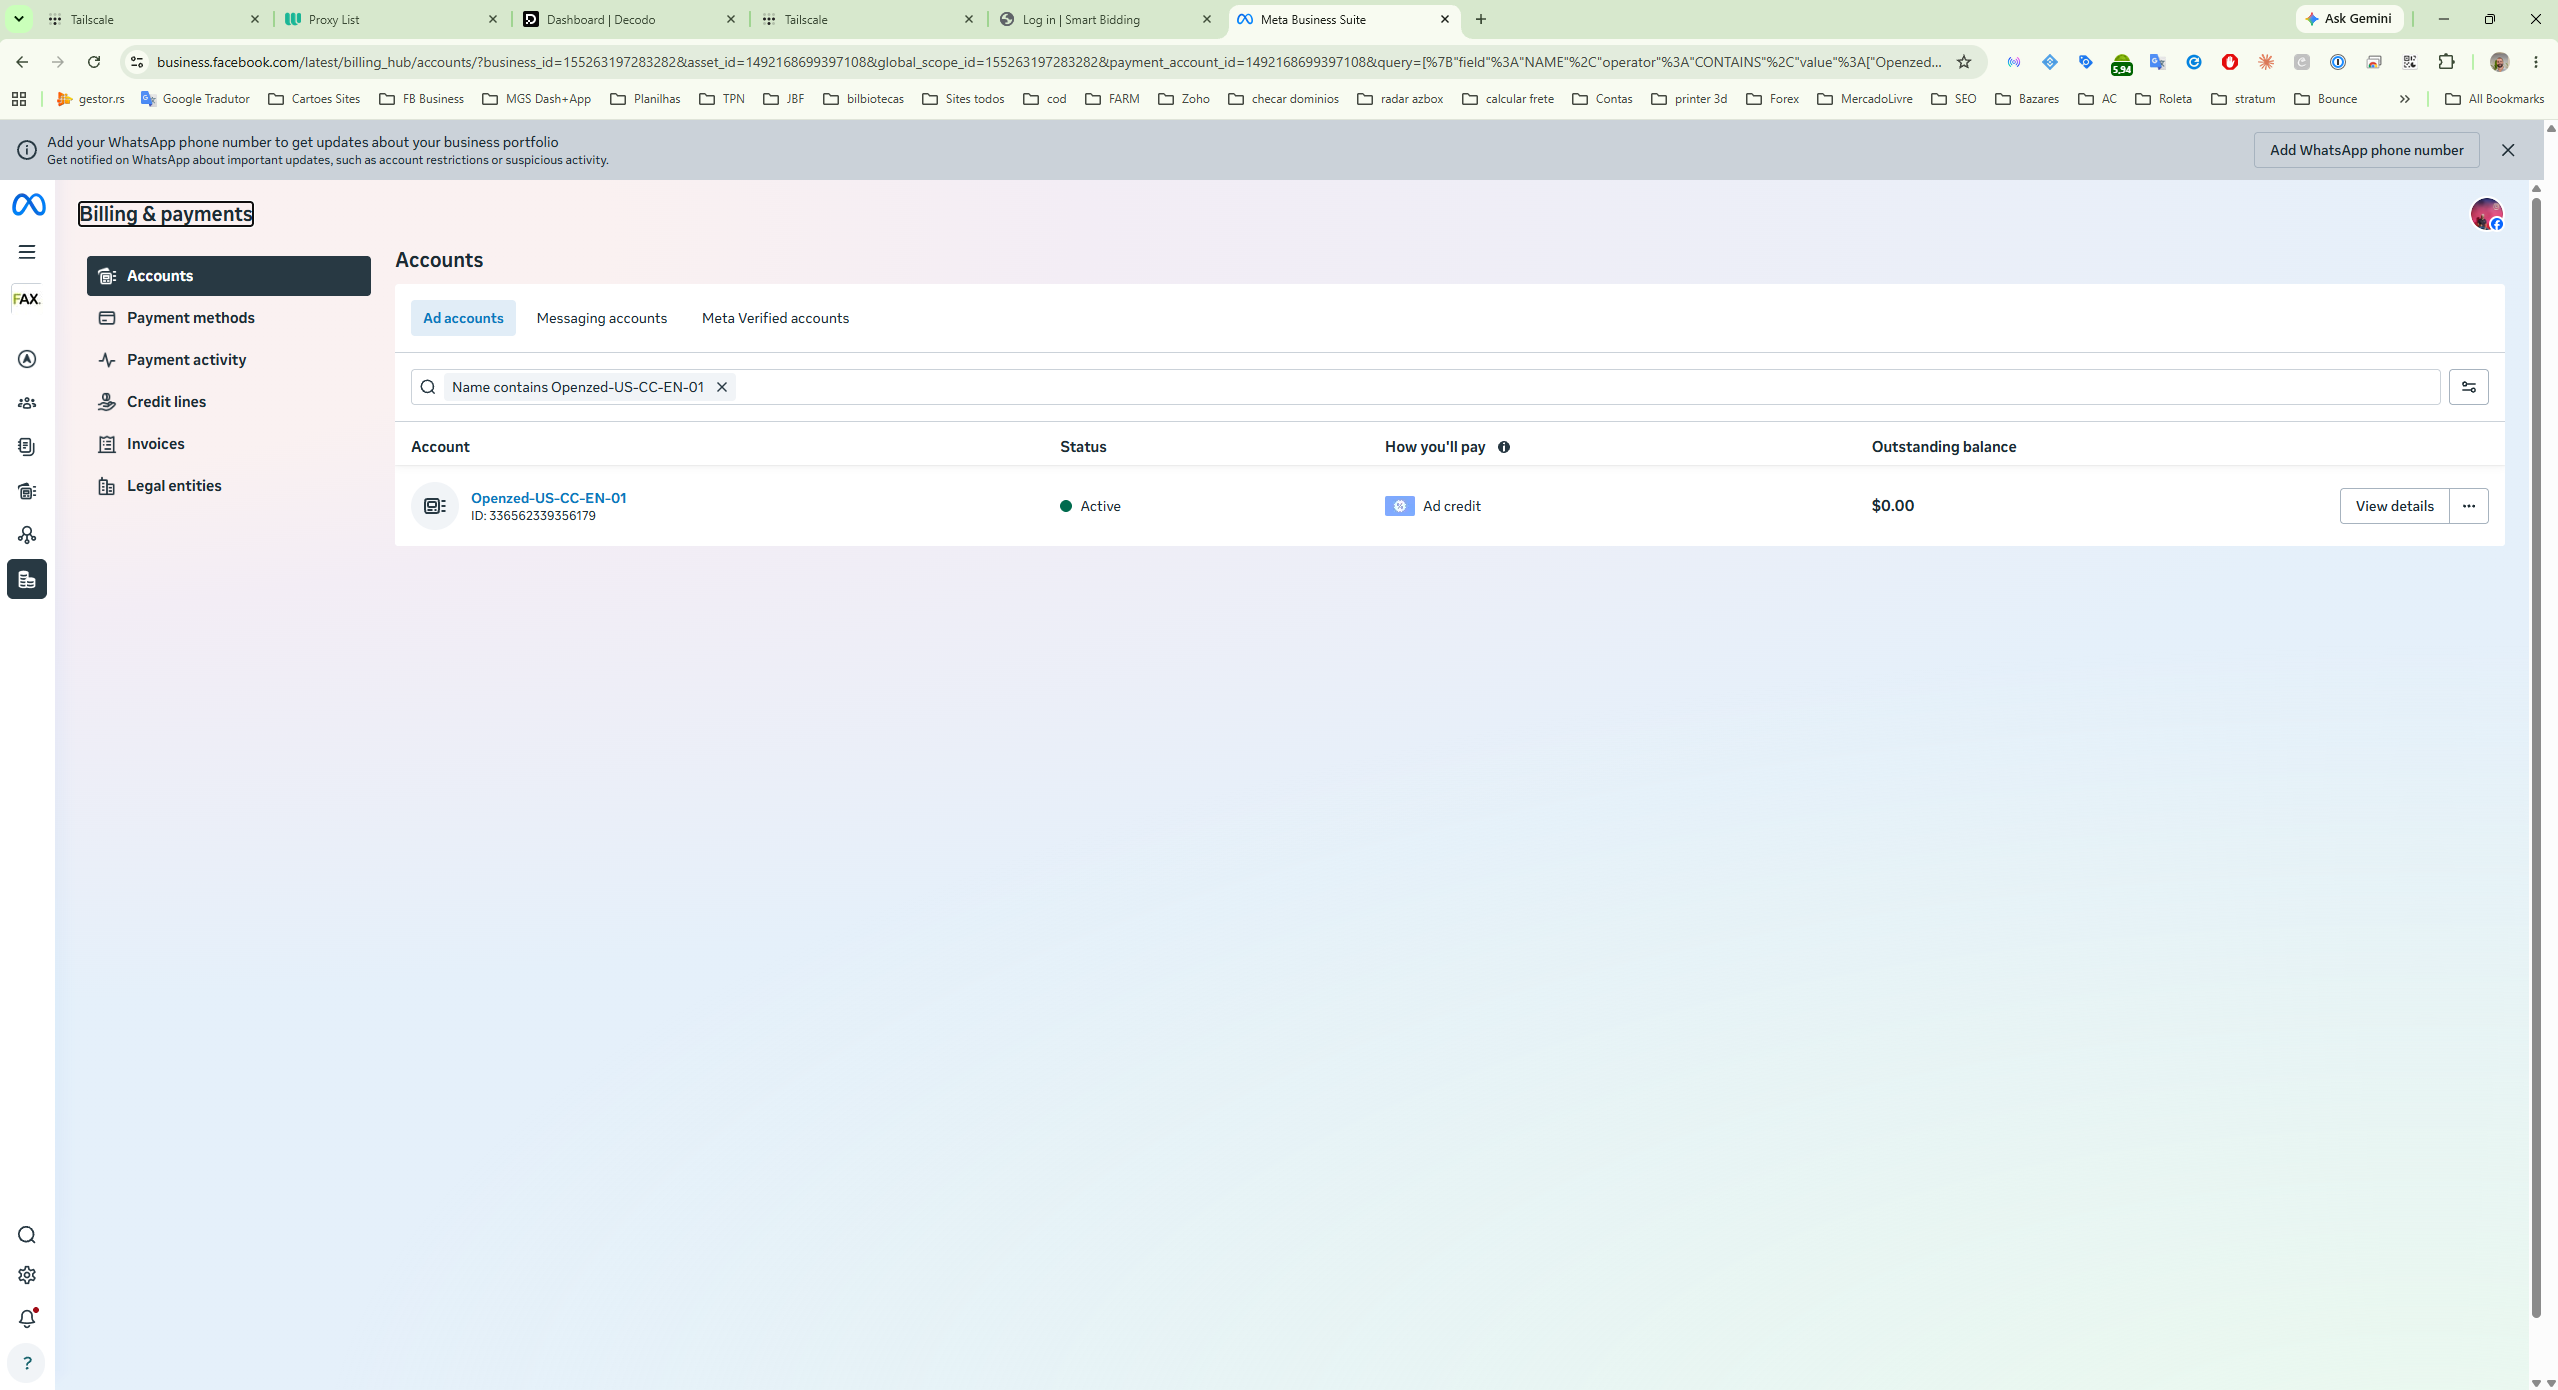 Tailscale
Proxy List
Dashboard | Decodo
Tailscale
Log in | Smart Bidding
Meta Business Suite
Ask Gemini
business.facebook.com/latest/billing_hub/accounts/?business_id=155263197283282&asset_id=1492168699397108&global_scope_id=155263197283282&payment_account_id=1492168699397108&query=[%7B"field"%3A"NAME"%2C"operator"%3A"CONTAINS"%2C"value"%3A["Openzed...
5,94
gestor.rs
Google Tradutor
Cartoes Sites
FB Business
MGS Dash+App
Planilhas
TPN
JBF
bilbiotecas
Sites todos
cod
FARM
Zoho
checar dominios
radar azbox
calcular frete
Contas
printer 3d
Forex
MercadoLivre
SEO
Bazares
AC
Roleta
stratum
Bounce
All Bookmarks
Add your WhatsApp phone number to get updates about your business portfolio
Get notified on WhatsApp about important updates, such as account restrictions or suspicious activity.
Add WhatsApp phone number
Billing & payments
FAX.
Accounts
Payment methods
Payment activity
Credit lines
Invoices
Legal entities
Accounts
Ad accounts
Messaging accounts
Meta Verified accounts
Name contains Openzed-US-CC-EN-01
Account
Status
How you'll pay
Outstanding balance
Openzed-US-CC-EN-01
ID: 336562339356179
Active
Ad credit
$0.00
View details
?